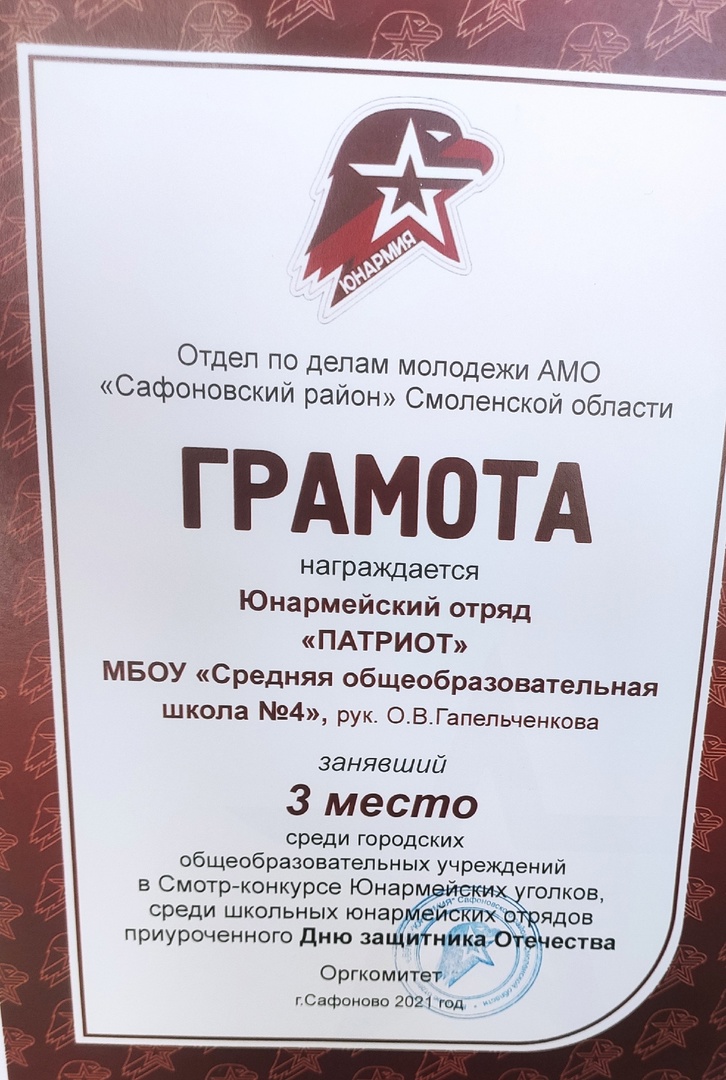 ЮНАРМИЯ
Отдел по делам молодежи АМО
«Сафоновский район» Смоленской области
ГРАМОТА
награждается
Юнармейский отряд
«ПАТРИОТ»
МБОУ «Средняя общеобразовательная
школа №4», рук. О.В.Гапельченкова
занявший
3 место
среди городских
общеобразовательных учреждений
в Смотр-конкурсе Юнармейских уголков,
среди школьных юнармейских отрядов
приуроченного Дню защитника Отечества
Оргкомитет
г.Сафоново 2021 год